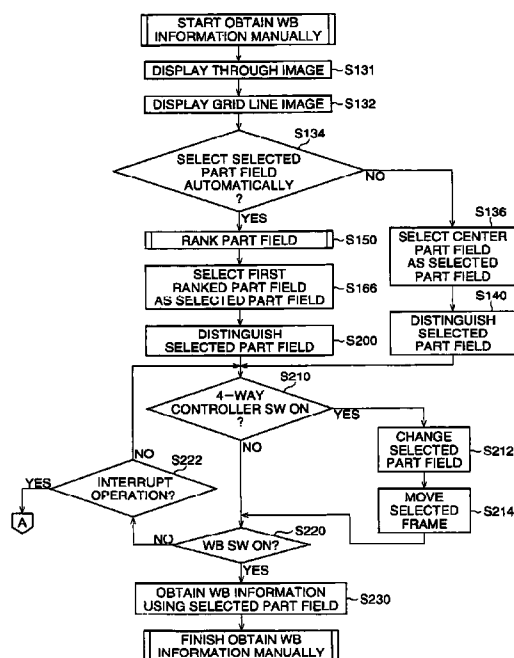 START OBTAIN WB
INFORMATION MANUALLY
DISPLAY THROUGH IMAGE
S131
DISPLAY GRID LINE IMAGE
S132
S134
SELECT SELECTED
PART FIELD
AUTOMATICALLY
?
NO
YES
RANK PART FIELD
S150
SELECT FIRST
RANKED PART FIELD
AS SELECTED PART FIELD
S166
DISTINGUISH
SELECTED PART FIELD
S200
S136
SELECT CENTER
PART FIELD
AS SELECTED
PART FIELD
S140
DISTINGUISH
SELECTED
PART FIELD
S210
4-WAY
CONTROLLER SW ON
?
YES
NO
CHANGE
SELECTED
PART FIELD
S212
MOVE
SELECTED
FRAME
S214
NO
S222
YES
INTERRUPT
OPERATION?
A
NO
S220
WB SW ON?
YES
OBTAIN WB INFORMATION
USING SELECTED PART FIELD
S230
FINISH OBTAIN WB
INFORMATION MANUALLY